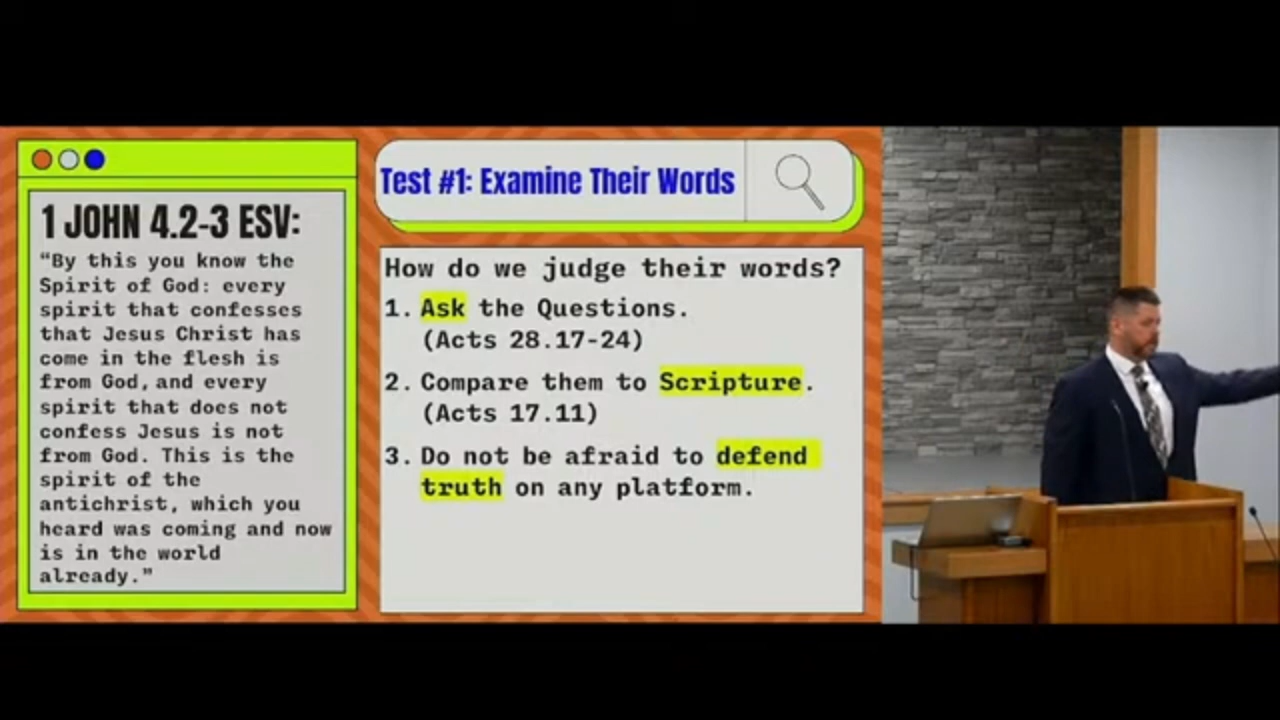 1 JOHN 4.2-3 ESV:
“By this you know the
Spirit of God: every
spirit that confesses
that Jesus Christ has
come in the flesh is
from God, and every
spirit that does not
confess Jesus is not
from God. This is the
spirit of the
antichrist, which you
heard was coming and now
is in the world
already.”
Test #1: Examine Their Words
How do we judge their words?
1. Ask the Questions.
(Acts 28.17-24)
2. Compare them to Scripture.
(Acts 17.11)
3. Do not be afraid to defend
truth on any platform.